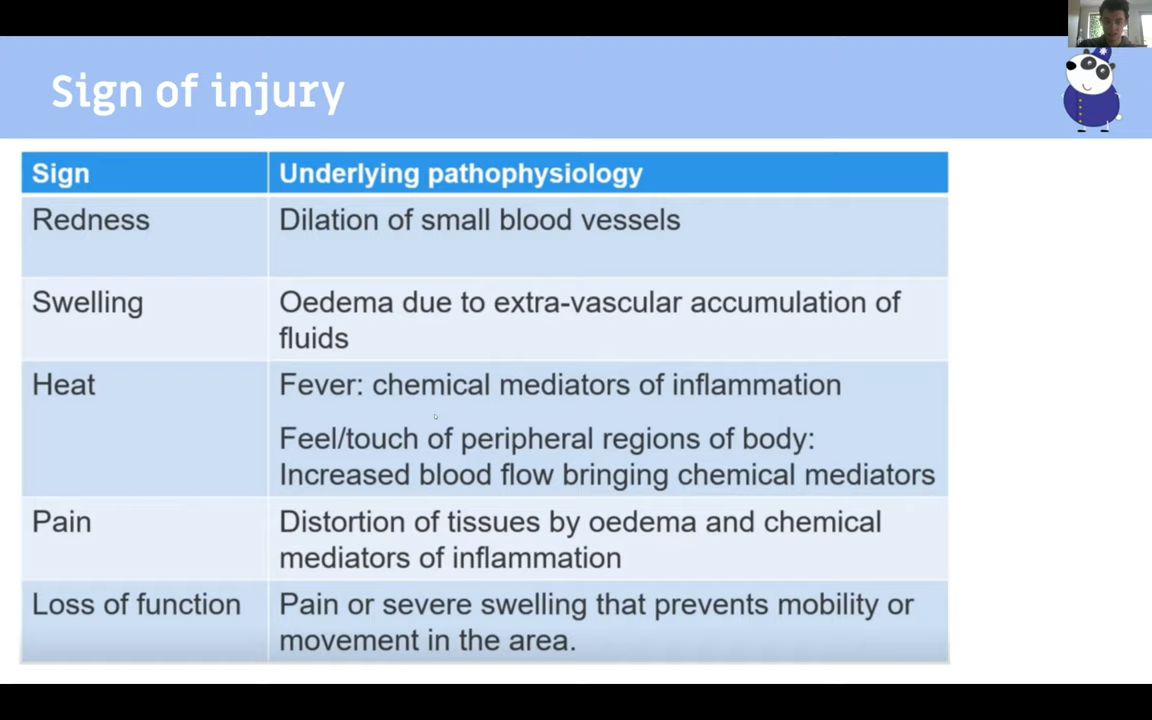 Sign of injury
Sign
Underlying pathophysiology
Redness
Dilation of small blood vessels
Swelling
Oedema due to extra-vascular accumulation of
fluids
Heat
Fever: chemical mediators of inflammation
Feel/touch of peripheral regions of body:
Increased blood flow bringing chemical mediators
Pain
Distortion of tissues by oedema and chemical
mediators of inflammation
Loss of function
Pain or severe swelling that prevents mobility or
movement in the area.